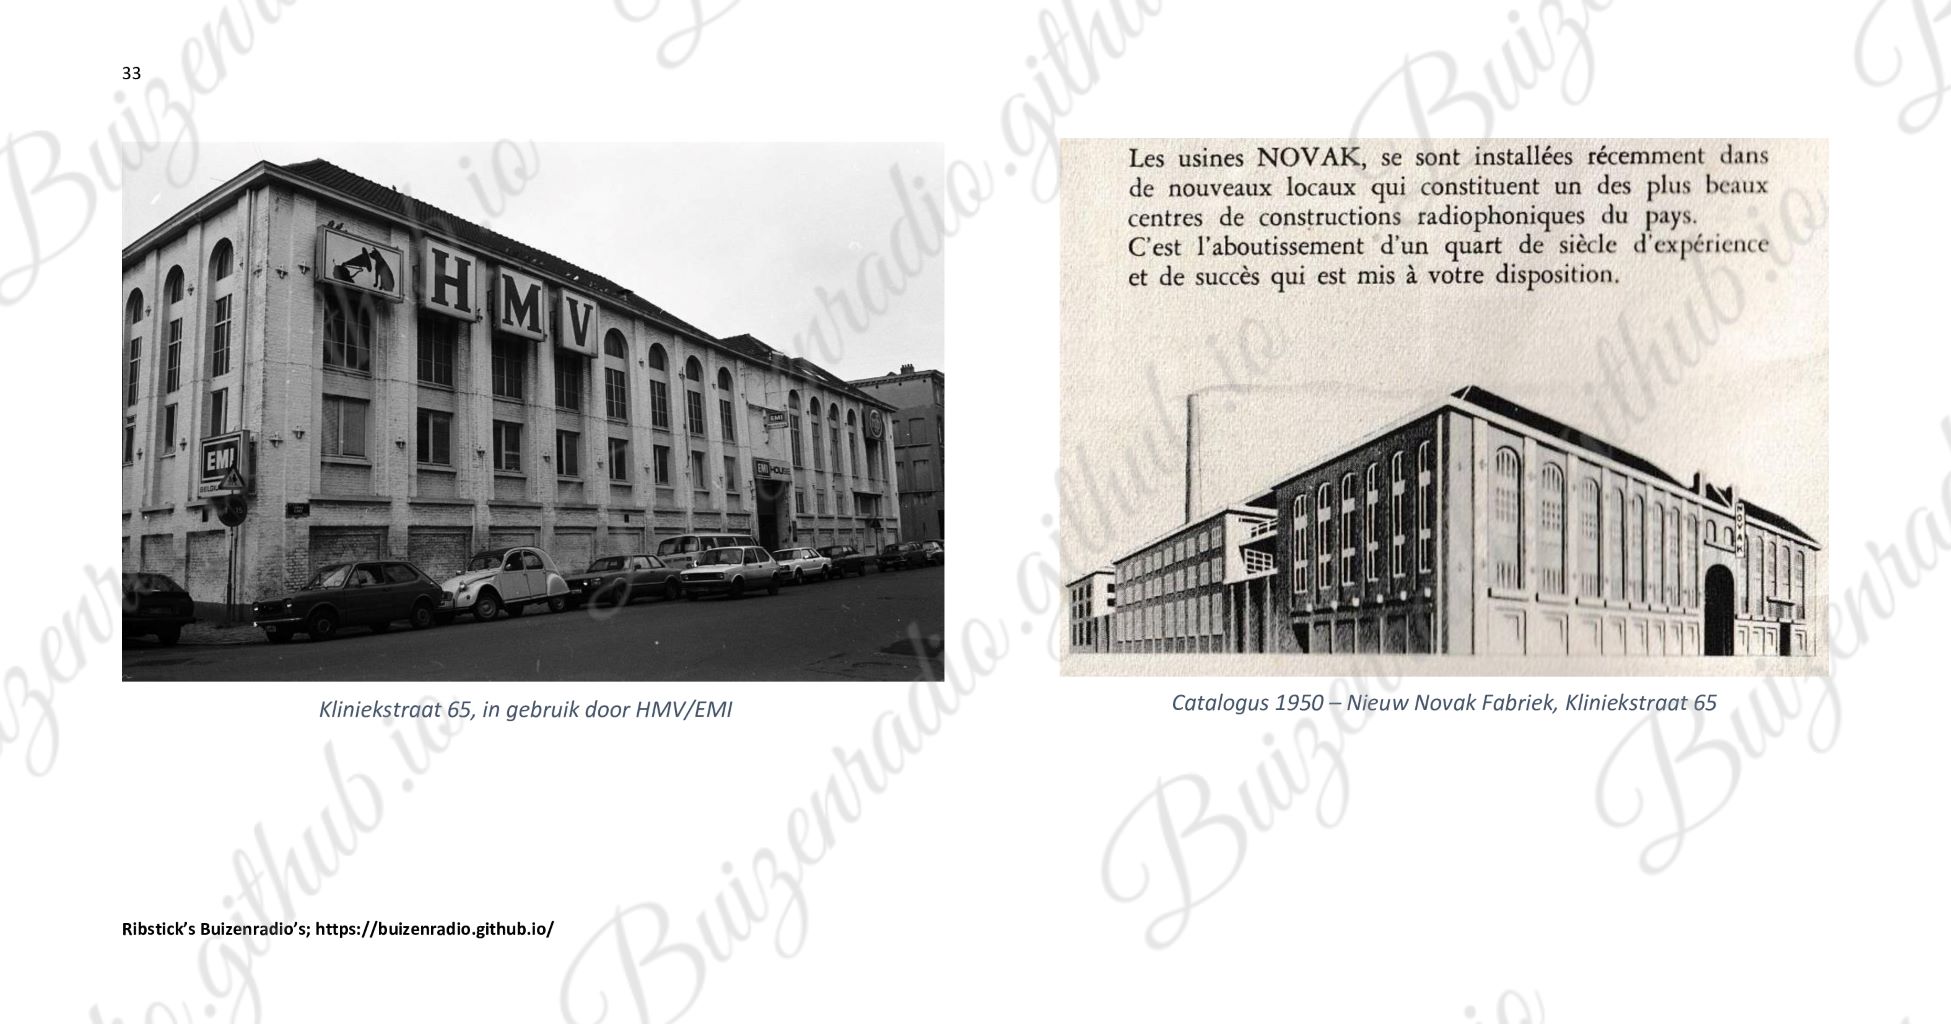 33
HMV
EMI
BELGIUM
EMI
EMI HOUSE
Kliniekstraat 65, in gebruik door HMV/EMI
Les usines NOVAK, se sont installées récemment dans
de nouveaux locaux qui constituent un des plus beaux
centres de constructions radiophoniques du pays.
C'est l'aboutissement d'un quart de siècle d'expérience
et de succès qui est mis à votre disposition.
NOVAK
Catalogus 1950 – Nieuw Novak Fabriek, Kliniekstraat 65
Ribstick’s Buizenradio’s; https://buizenradio.github.io/
Buizenradio.github.io